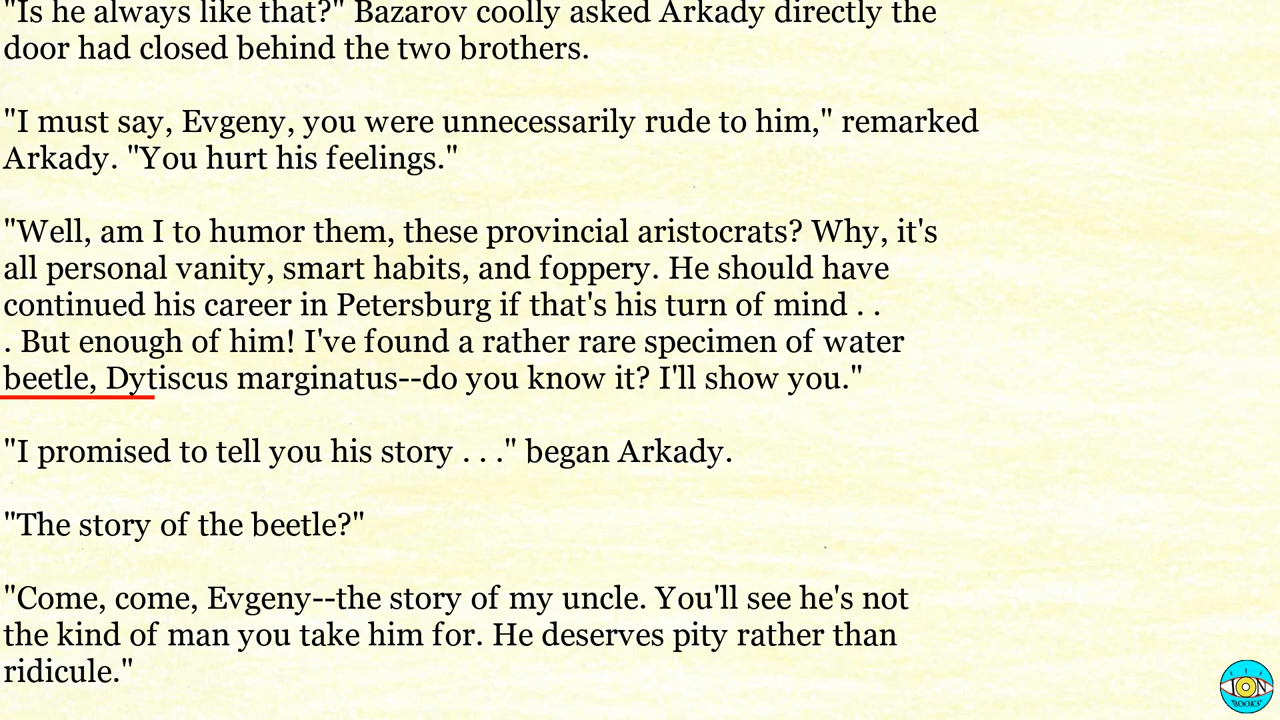 "Is he always like that?" Bazarov coolly asked Arkady directly the
door had closed behind the two brothers.
"I must say, Evgeny, you were unnecessarily rude to him," remarked
Arkady. "You hurt his feelings."
"Well, am I to humor them, these provincial aristocrats? Why, it's
all personal vanity, smart habits, and foppery. He should have
continued his career in Petersburg if that's his turn of mind . .
. But enough of him! I've found a rather rare specimen of water
beetle, Dytiscus marginatus--do you know it? I'll show you."
"I promised to tell you his story . . ." began Arkady.
"The story of the beetle?"
"Come, come, Evgeny--the story of my uncle. You'll see he's not
the kind of man you take him for. He deserves pity rather than
ridicule."
ION
BOOKS